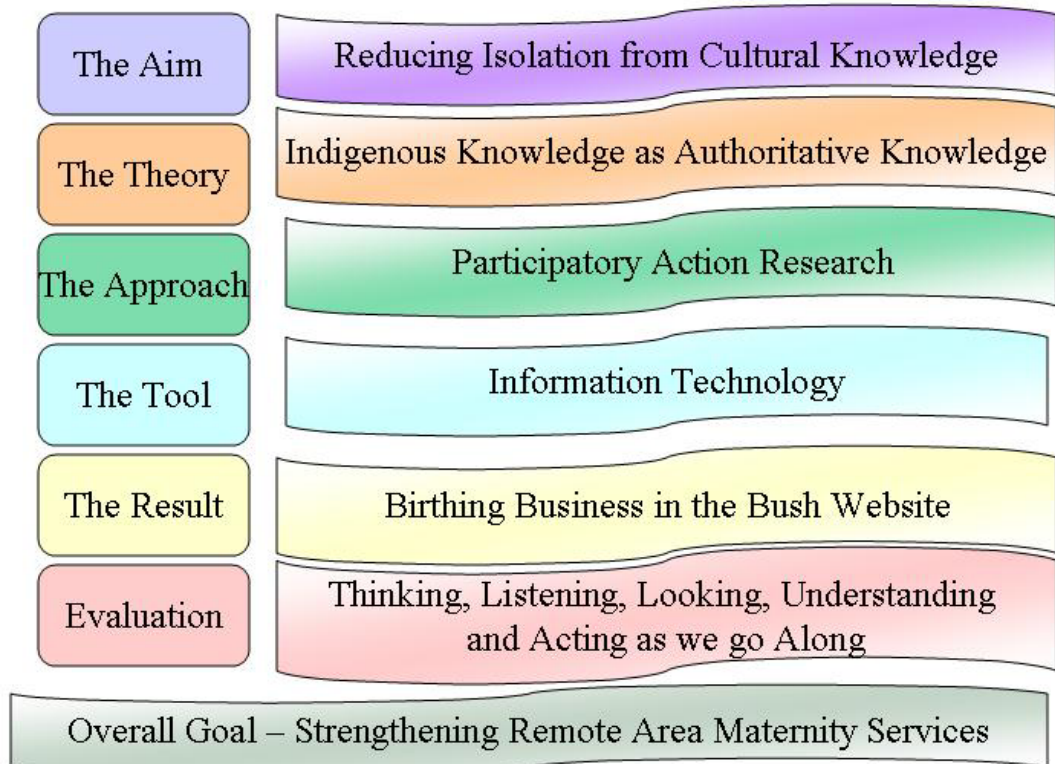 The Aim
Reducing Isolation from Cultural Knowledge
The Theory
Indigenous Knowledge as Authoritative Knowledge
The Approach
Participatory Action Research
The Tool
Information Technology
The Result
Birthing Business in the Bush Website
Evaluation
Thinking, Listening, Looking, Understanding
and Acting as we go Along
Overall Goal – Strengthening Remote Area Maternity Services